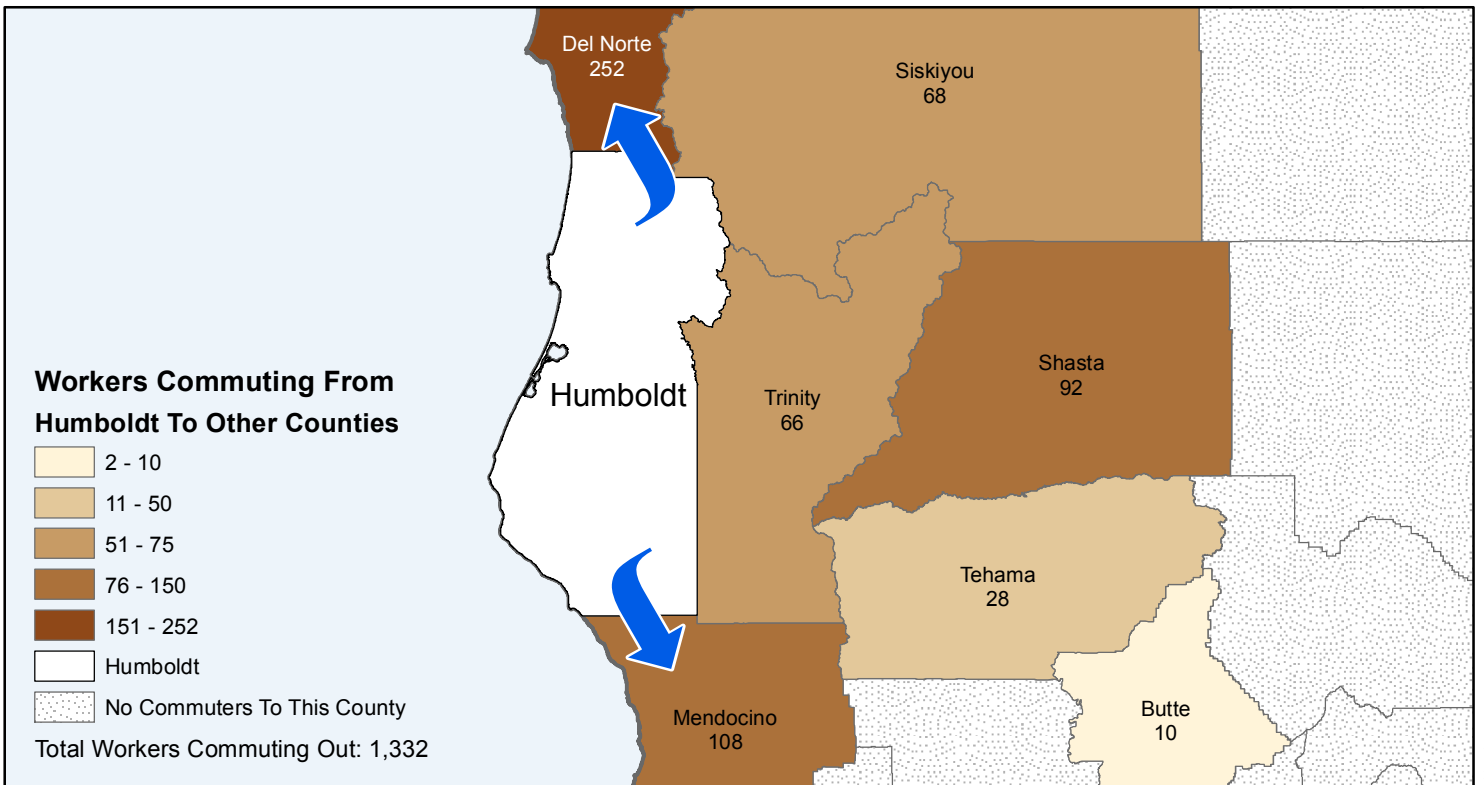 Del Norte
252
Siskiyou
68
Shasta
92
Humboldt
Trinity
66
Tehama
28
Butte
10
Mendocino
108
Workers Commuting From
Humboldt To Other Counties
2 - 10
11 - 50
51 - 75
76 - 150
151 - 252
Humboldt
No Commuters To This County
Total Workers Commuting Out: 1,332